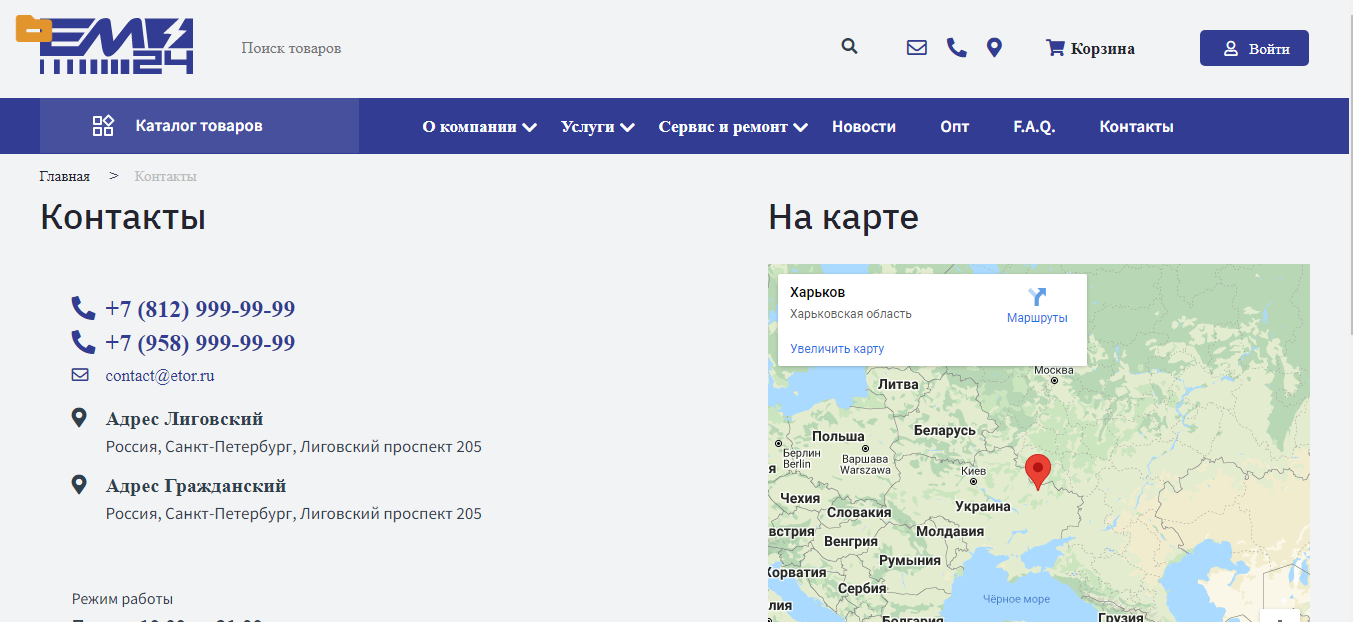 EM
24
Поиск товаров
Корзина
Войти
Каталог товаров
О компании
Услуги
Сервис и ремонт
Новости
Опт
F.A.Q.
Контакты
Главная > Контакты
Контакты
+7 (812) 999-99-99
+7 (958) 999-99-99
contact@etor.ru
Адрес Лиговский
Россия, Санкт-Петербург, Лиговский проспект 205
Адрес Гражданский
Россия, Санкт-Петербург, Лиговский проспект 205
Режим работы
На карте
Харьков
Харьковская область
Маршруты
Увеличить карту
Москва
Литва
Беларусь
Польша
Берлин
Berlin
Варшава
Warszawa
Киев
я
Чехия
Украина
Словакия
встрия
Молдавия
Венгрия
Румыния
Хорватия
Сербия
Чёрное море
лия
Болгария
Грузия